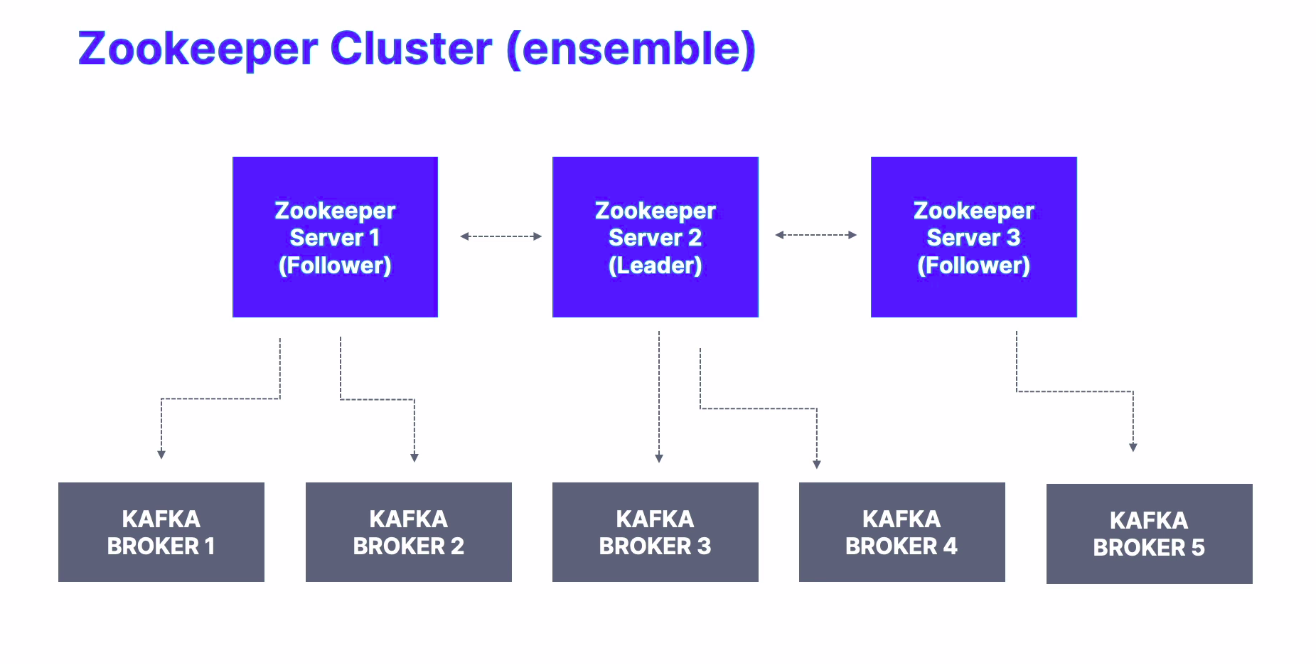 Zookeeper Cluster (ensemble)
Zookeeper
Server 1
(Follower)
Zookeeper
Server 2
(Leader)
Zookeeper
Server 3
(Follower)
KAFKA
BROKER 1
KAFKA
BROKER 2
KAFKA
BROKER 3
KAFKA
BROKER 4
KAFKA
BROKER 5